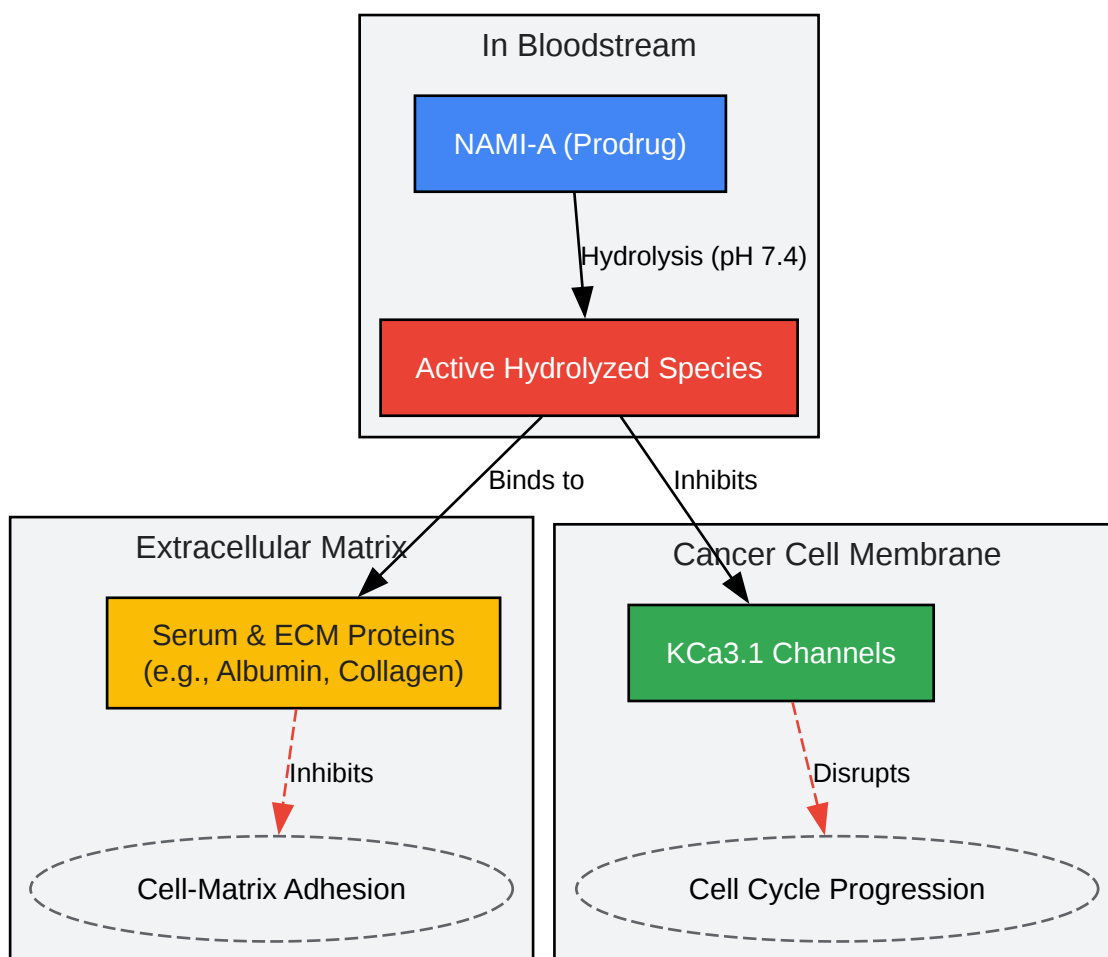 In Bloodstream
NAMI-A (Prodrug)
Hydrolysis (pH 7.4)
Active Hydrolyzed Species
Binds to
Inhibits
Extracellular Matrix
Cancer Cell Membrane
Serum & ECM Proteins
(e.g., Albumin, Collagen)
KCa3.1 Channels
Inhibits
Disrupts
Cell-Matrix Adhesion
Cell Cycle Progression